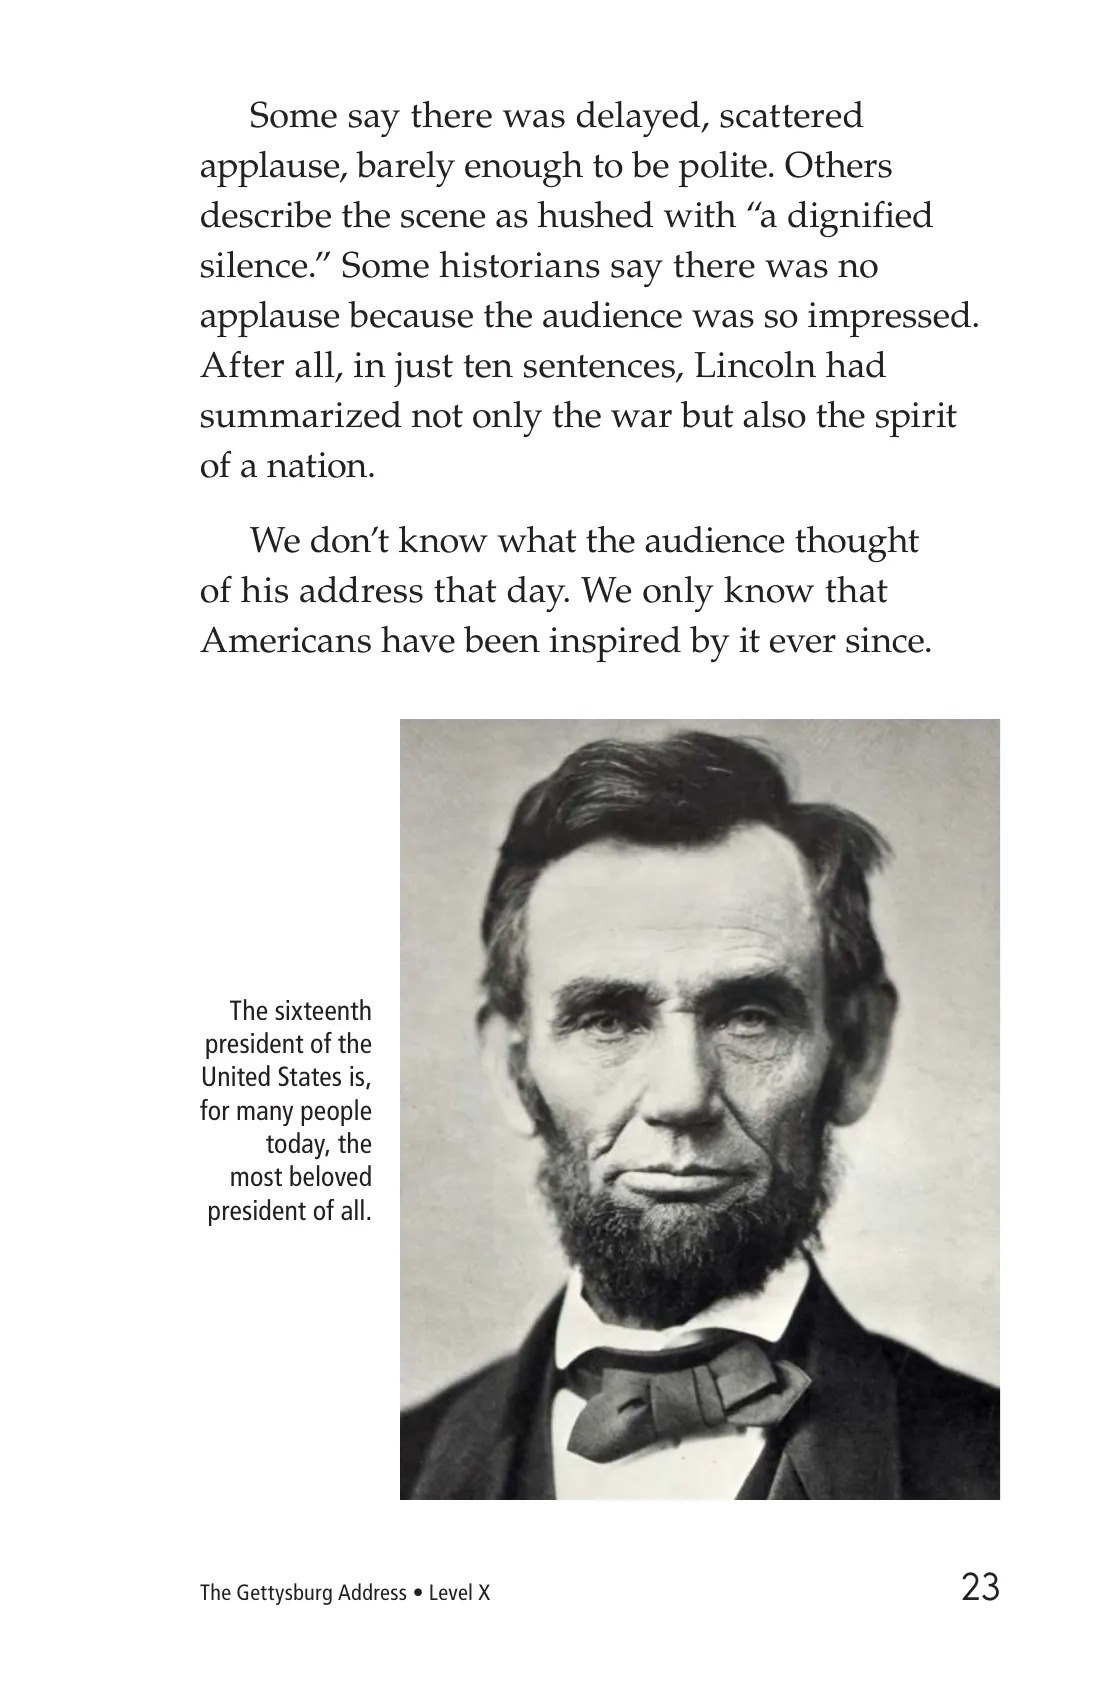 Some say there was delayed, scattered
applause, barely enough to be polite. Others
describe the scene as hushed with “a dignified
silence.” Some historians say there was no
applause because the audience was so impressed.
After all, in just ten sentences, Lincoln had
summarized not only the war but also the spirit
of a nation.
We don’t know what the audience thought
of his address that day. We only know that
Americans have been inspired by it ever since.
The sixteenth
president of the
United States is,
for many people
today, the
most beloved
president of all.
The Gettysburg Address • Level X
23